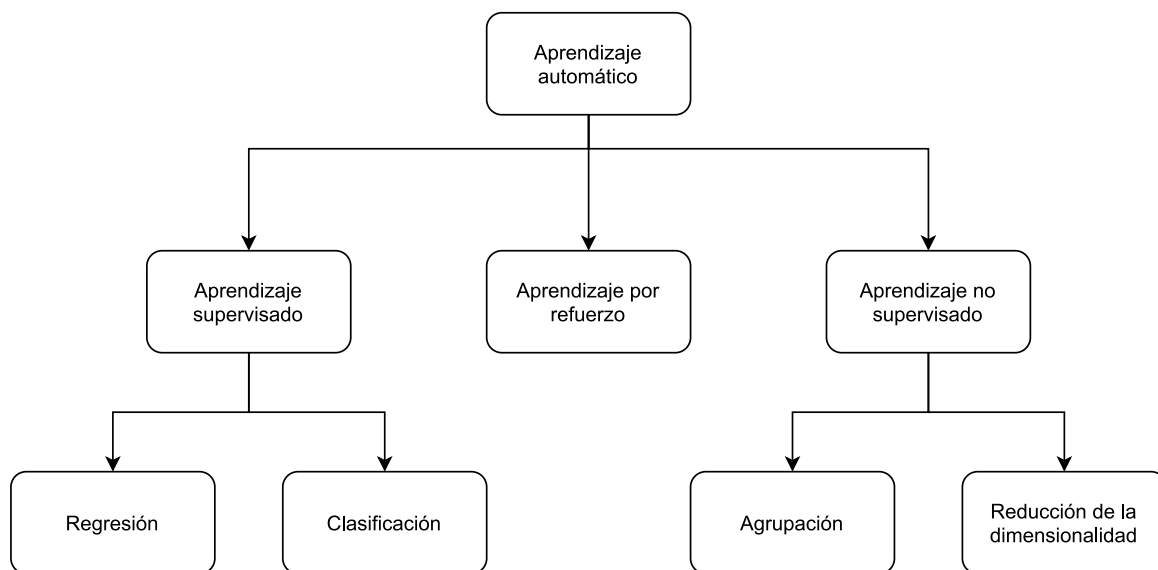 Aprendizaje
automático
Aprendizaje
supervisado
Aprendizaje por
refuerzo
Aprendizaje no
supervisado
Regresión
Clasificación
Agrupación
Reducción de la
dimensionalidad